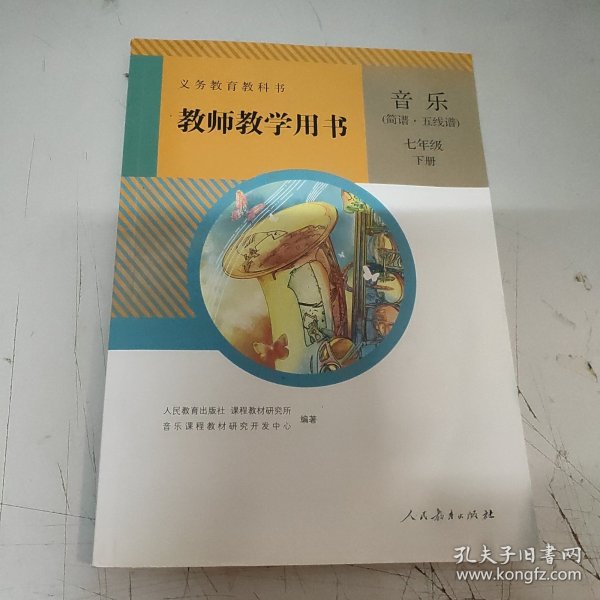 义务教育教科书
教师教学用书
音乐
(简谱·五线谱)
七年级
下册
人民教育出版社 课程教材研究所
音乐课程教材研究开发中心
编著
人民教育出版社
孔夫子旧书网
www.kongfz.com